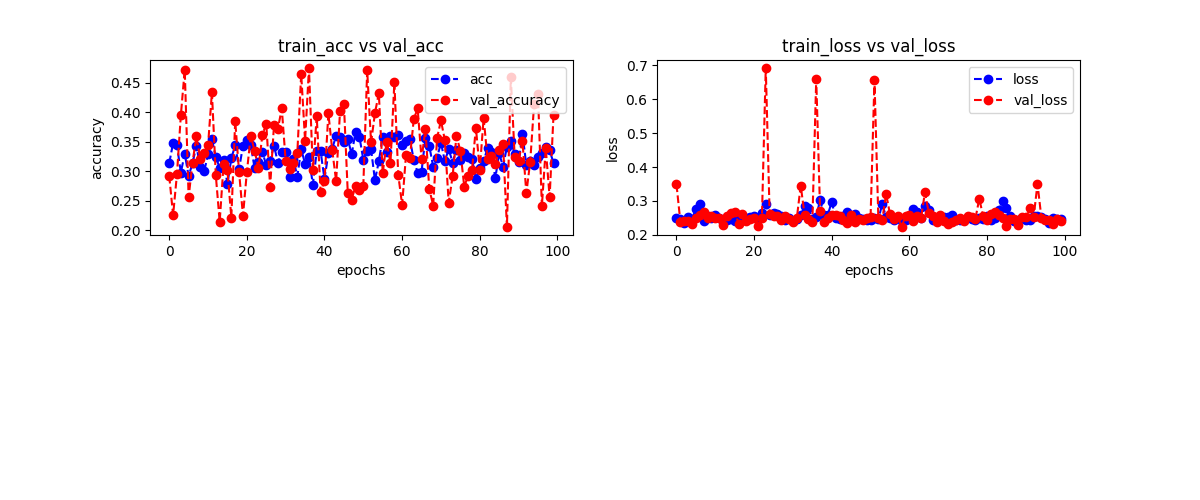 train_acc vs val_acc
accuracy
0.45
0.40
0.35
0.30
0.25
0.20
acc
val_accuracy
0 20 40 60 80 100
epochs
train_loss vs val_loss
loss
0.7
0.6
0.5
0.4
0.3
0.2
loss
val_loss
0 20 40 60 80 100
epochs